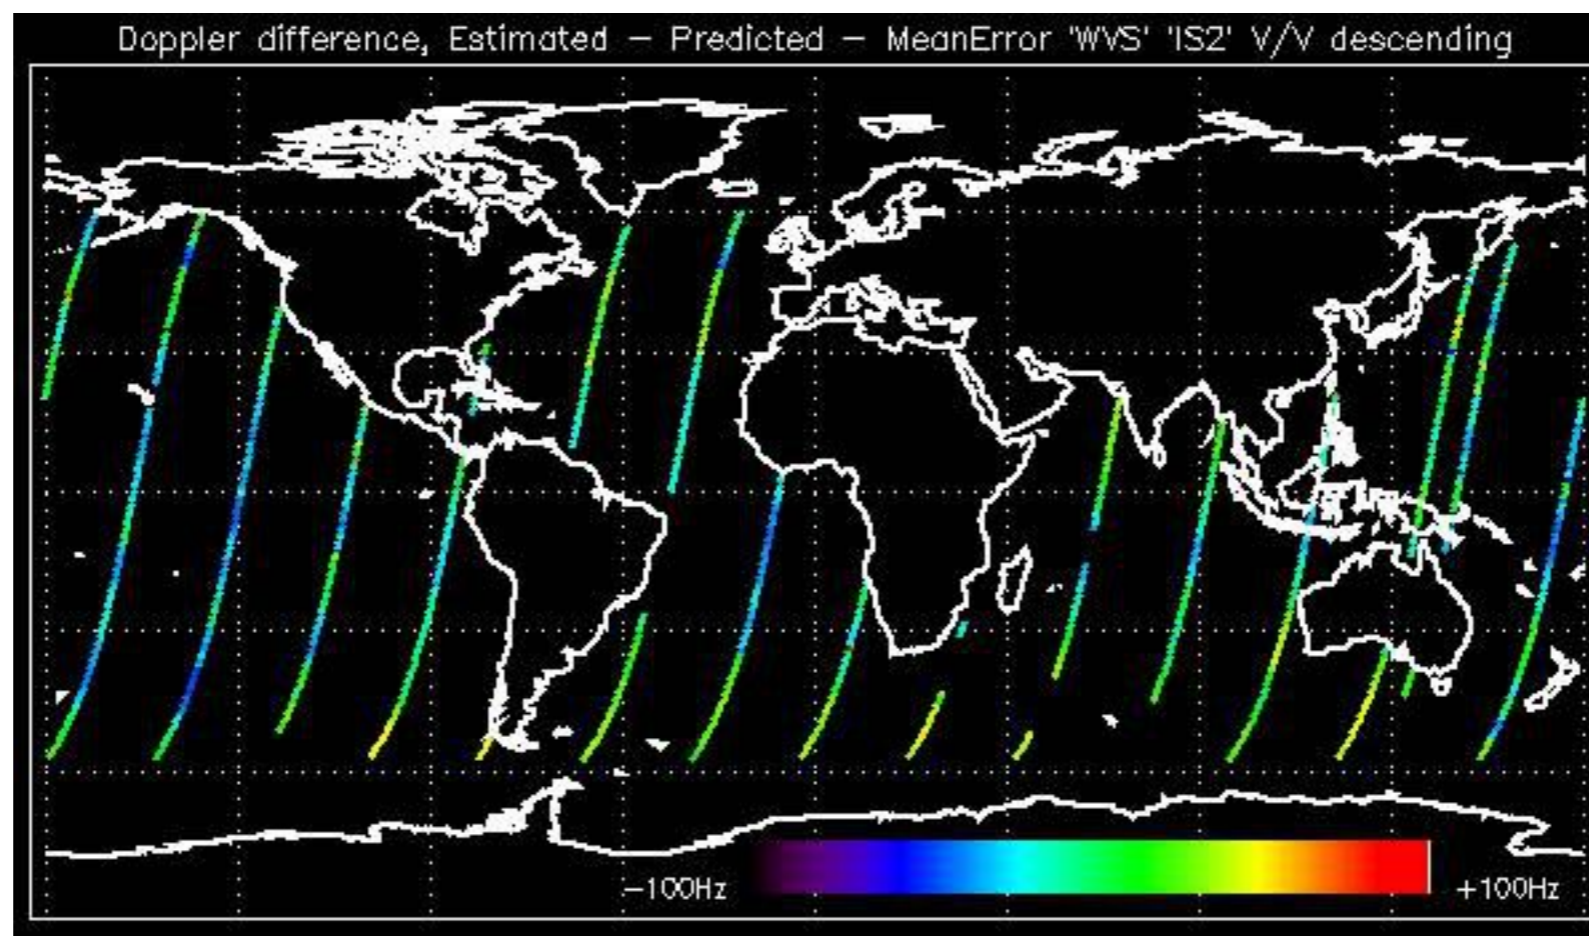 Doppler difference, Estimated – Predicted – MeanError 'WVS' 'IS2' V/V descending
–100Hz
+100Hz